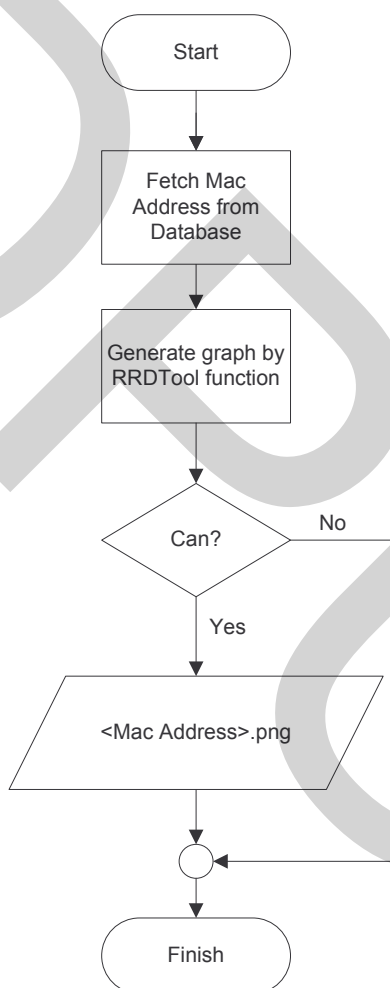 Start
Fetch Mac
Address from
Database
Generate graph by
RRDTool function
Can?
No
Yes
<Mac Address>.png
Finish